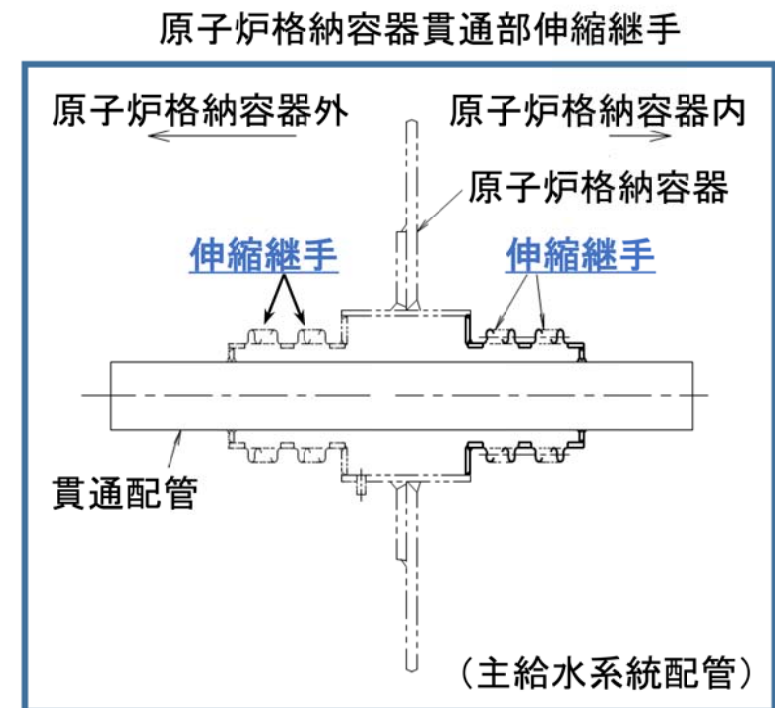 原子炉格納容器貫通部伸縮継手
原子炉格納容器外
原子炉格納容器内
原子炉格納容器
伸縮継手
伸縮継手
貫通配管
（主給水系統配管）